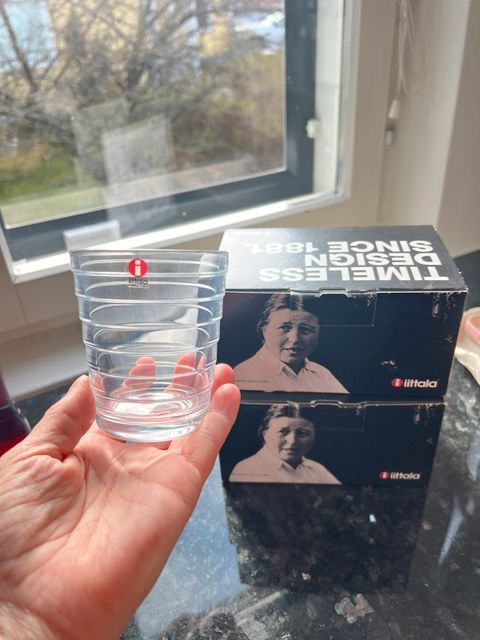 i
iittala
TIMELESS
DESIGN
SINCE 1881.
i iittala
i iittala